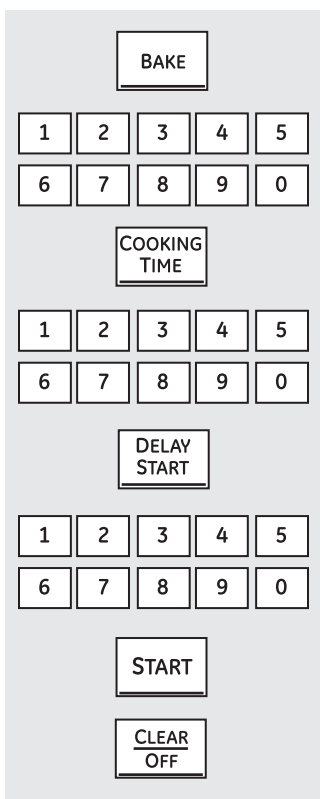 BAKE
1 2 3 4 5
6 7 8 9 0
COOKING
TIME
1 2 3 4 5
6 7 8 9 0
DELAY
START
1 2 3 4 5
6 7 8 9 0
START
CLEAR
OFF